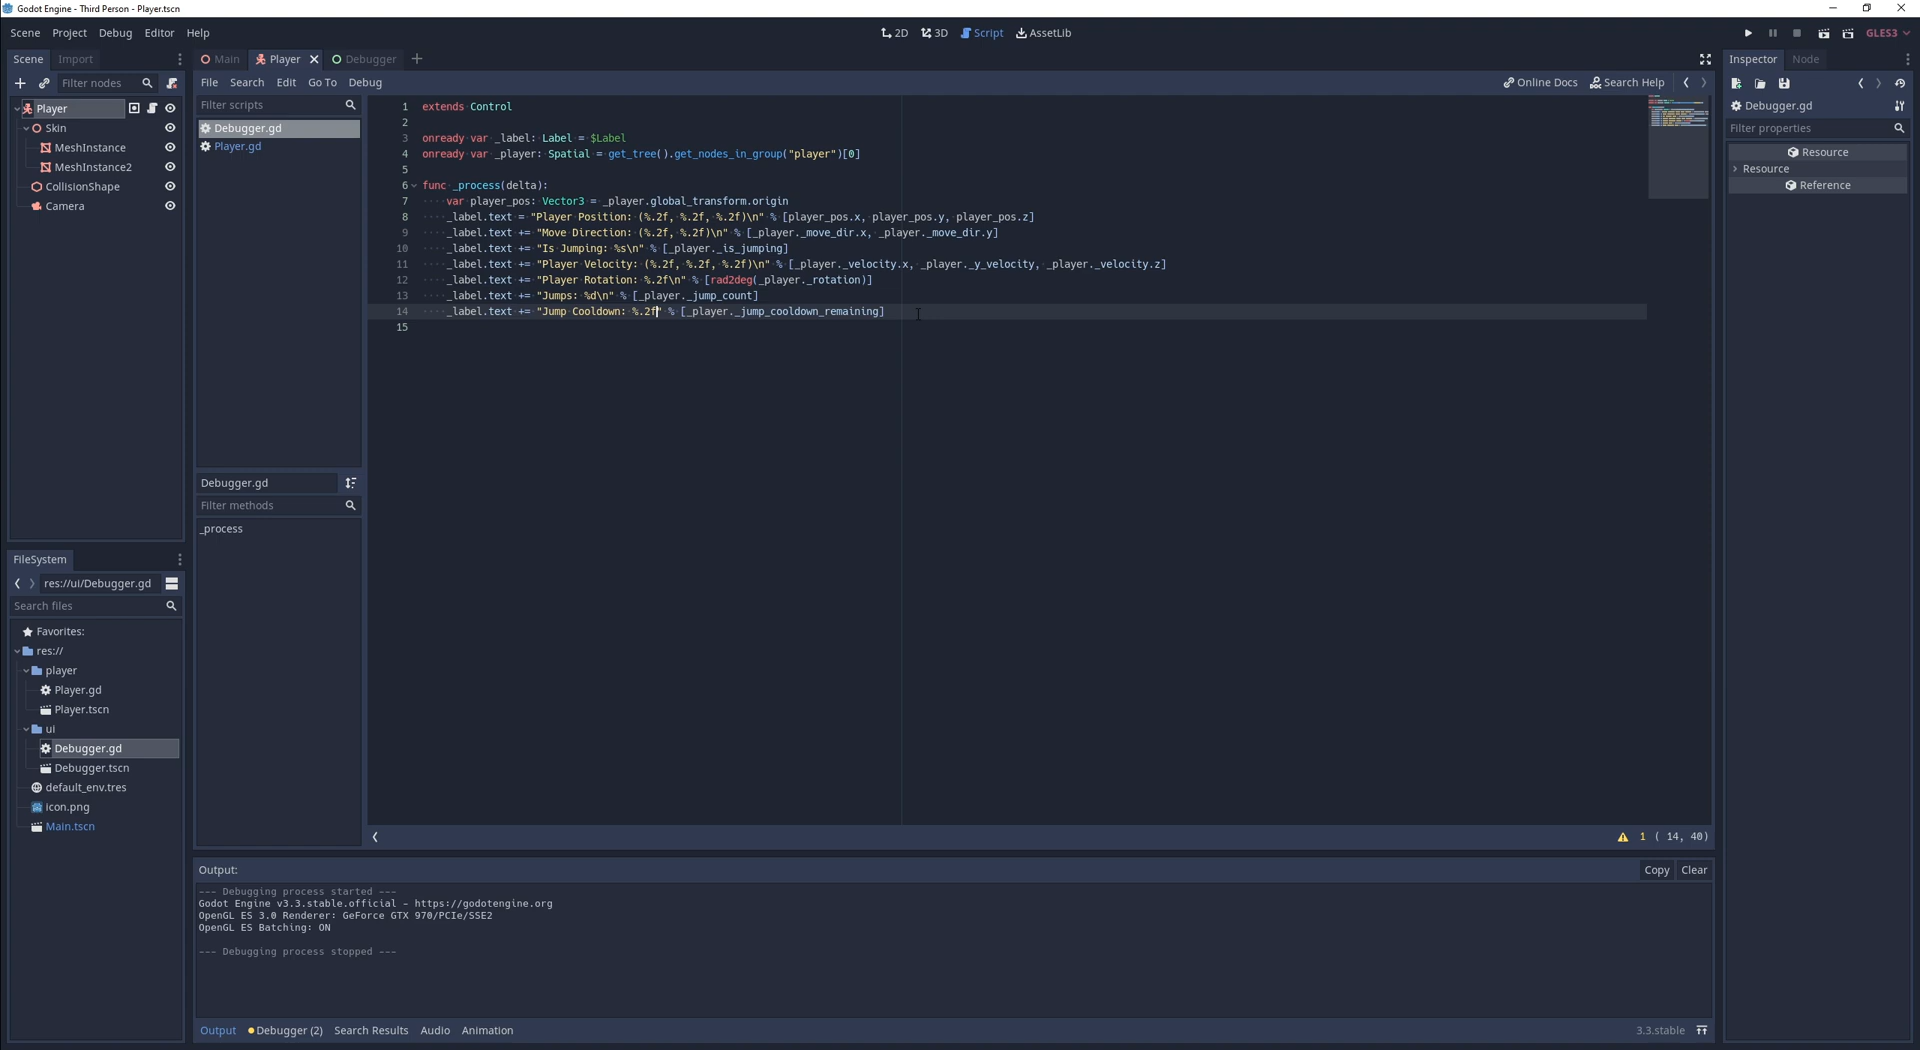 Godot Engine - Third Person - Player.tscn
Scene Project Debug Editor Help
2D 3D Script AssetLib
GLES3
Scene Import
Filter nodes
Player
Skin
MeshInstance
MeshInstance2
CollisionShape
Camera
FileSystem
res://ui/Debugger.gd
Search files
Favorites:
res://
player
Player.gd
Player.tscn
ui
Debugger.gd
Debugger.tscn
default_env.tres
icon.png
Main.tscn
Main Player Debugger
File Search Edit Go To Debug
Online Docs Search Help
Filter scripts
Debugger.gd
Player.gd
Debugger.gd
Filter methods
_process
1 extends Control
2
3 onready var _label: Label = $Label
4 onready var _player: Spatial = get_tree().get_nodes_in_group("player")[0]
5
6 func _process(delta):
7 var player_pos: Vector3 = _player.global_transform.origin
8 _label.text = "Player Position: (%.2f, %.2f, %.2f)\n" % [player_pos.x, player_pos.y, player_pos.z]
9 _label.text += "Move Direction: (%.2f, %.2f)\n" % [_player._move_dir.x, _player._move_dir.y]
10 _label.text += "Is Jumping: %s\n" % [_player._is_jumping]
11 _label.text += "Player Velocity: (%.2f, %.2f, %.2f)\n" % [_player._velocity.x, _player._y_velocity, _player._velocity.z]
12 _label.text += "Player Rotation: %.2f\n" % [rad2deg(_player._rotation)]
13 _label.text += "Jumps: %d\n" % [_player._jump_count]
14 _label.text += "Jump Cooldown: %.2f" % [_player._jump_cooldown_remaining]
15
1 ( 14, 40)
Output:
Copy Clear
--- Debugging process started ---
Godot Engine v3.3.stable.official - https://godotengine.org
OpenGL ES 3.0 Renderer: GeForce GTX 970/PCIe/SSE2
OpenGL ES Batching: ON
--- Debugging process stopped ---
Output Debugger (2) Search Results Audio Animation
3.3.stable
Inspector Node
Debugger.gd
Filter properties
Resource
Resource
Reference